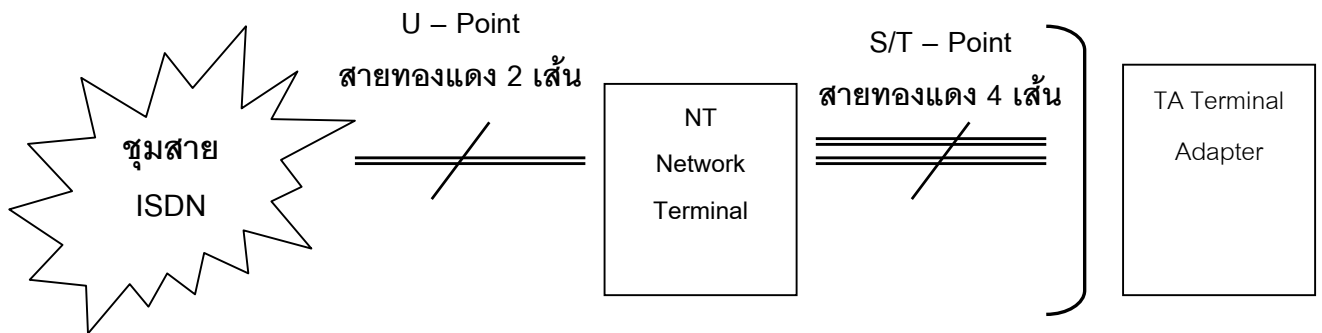 U – Point
สายทองแดง 2 เส้น
S/T – Point
สายทองแดง 4 เส้น
ชุมสาย
ISDN
NT
Network
Terminal
TA Terminal
Adapter